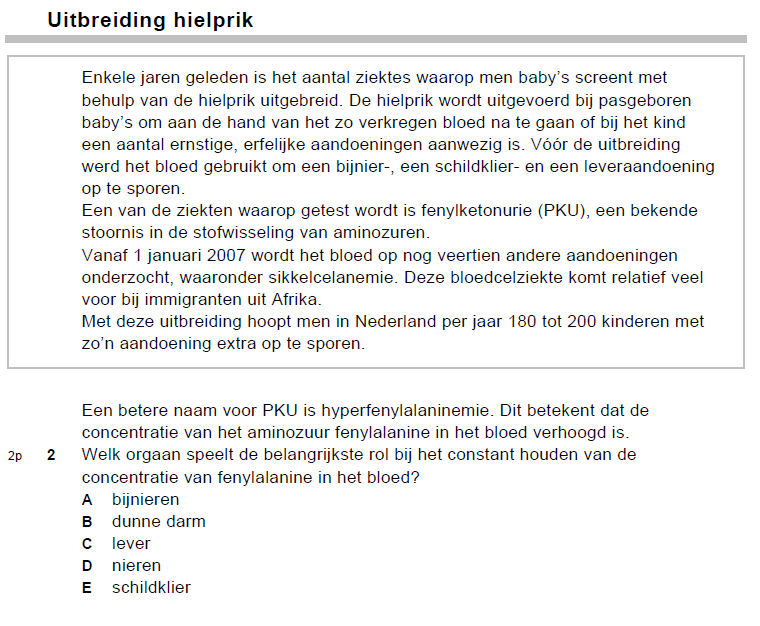 Uitbreiding hielprik
Enkele jaren geleden is het aantal ziektes waarop men baby's screent met
behulp van de hielprik uitgebreid. De hielprik wordt uitgevoerd bij pasgeboren
baby's om aan de hand van het zo verkregen bloed na te gaan of bij het kind
een aantal ernstige, erfelijke aandoeningen aanwezig is. Vóór de uitbreiding
werd het bloed gebruikt om een bijnier-, een schildklier- en een leveraandoening
op te sporen.
Een van de ziekten waarop getest wordt is fenylketonurie (PKU), een bekende
stoornis in de stofwisseling van aminozuren.
Vanaf 1 januari 2007 wordt het bloed op nog veertien andere aandoeningen
onderzocht, waaronder sikkelcelanemie. Deze bloedcelziekte komt relatief veel
voor bij immigranten uit Afrika.
Met deze uitbreiding hoopt men in Nederland per jaar 180 tot 200 kinderen met
zo'n aandoening extra op te sporen.
Een betere naam voor PKU is hyperfenylalaninemie. Dit betekent dat de
concentratie van het aminozuur fenylalanine in het bloed verhoogd is.
2p 2 Welk orgaan speelt de belangrijkste rol bij het constant houden van de
concentratie van fenylalanine in het bloed?
A bijnieren
B dunne darm
C lever
D nieren
E schildklier